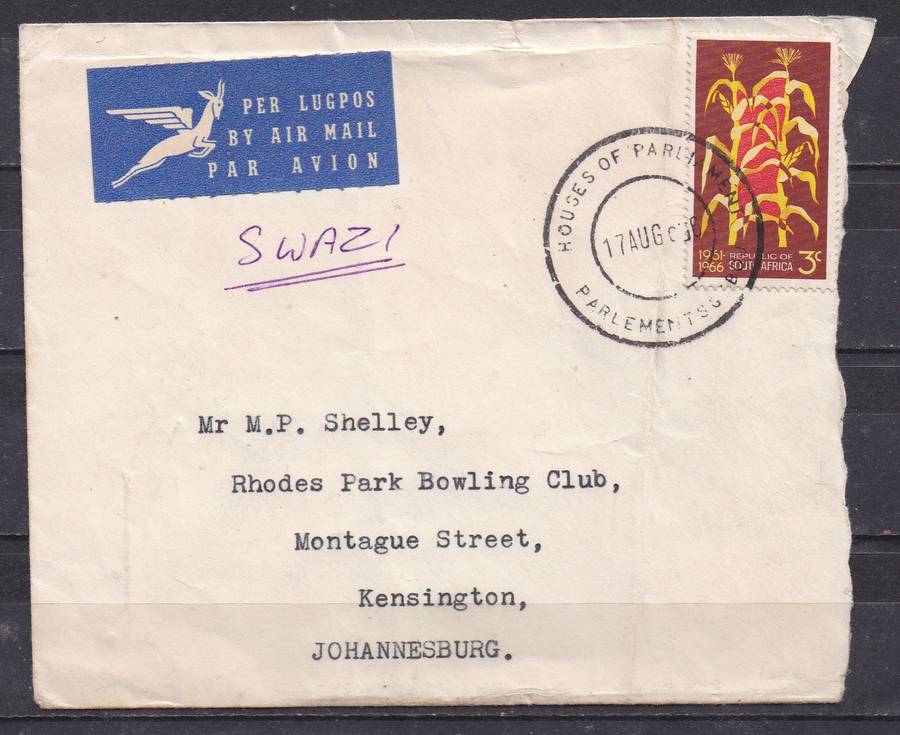 PER LUGPOS
BY AIR MAIL
PAR AVION
SWAZI
HOUSES OF PARLIAMENT
17 AUG 66
PARLEMENTSGEBOU
1961-
1966
REPUBLIC OF
SOUTH AFRICA
3c
Mr M.P. Shelley,
Rhodes Park Bowling Club,
Montague Street,
Kensington,
JOHANNESBURG.